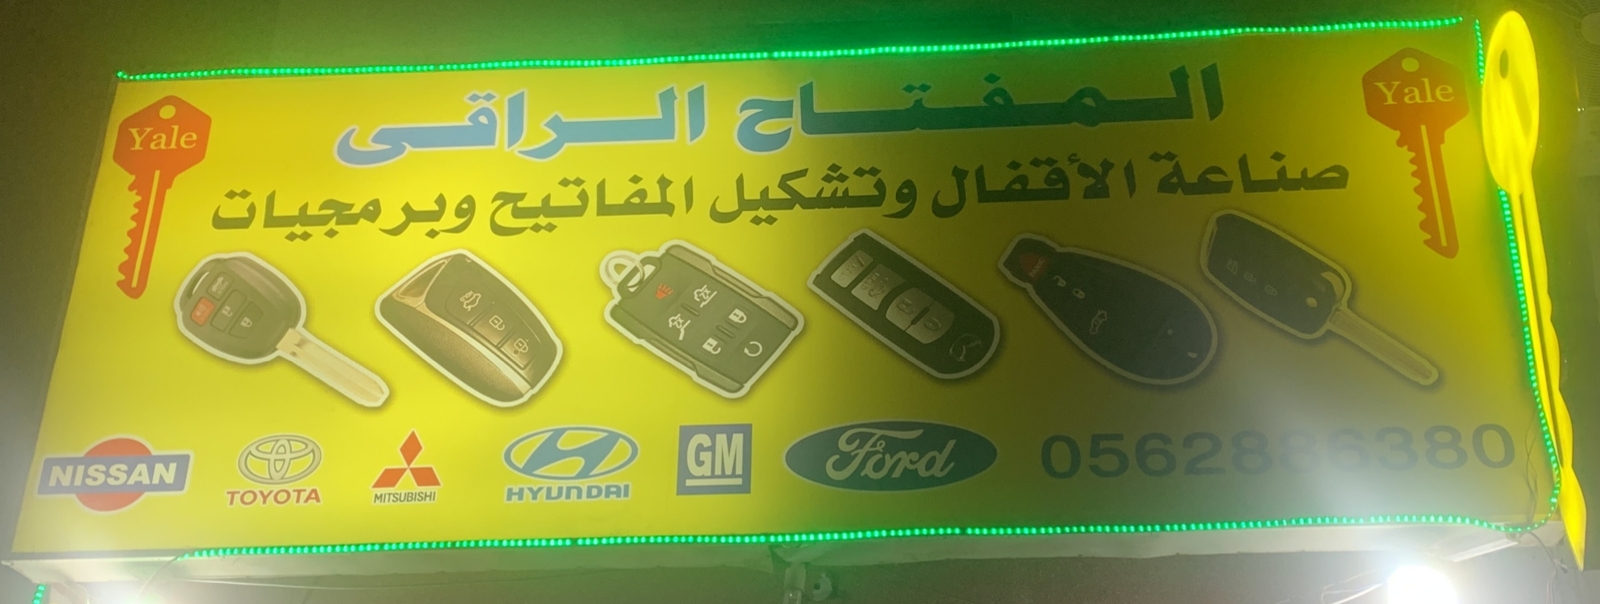 المفتاح الراقى
صناعة الأقفال وتشكيل المفاتيح وبرمجيات
Yale
Yale
NISSAN
TOYOTA
MITSUBISHI
HYUNDAI
GM
Ford
0562886380